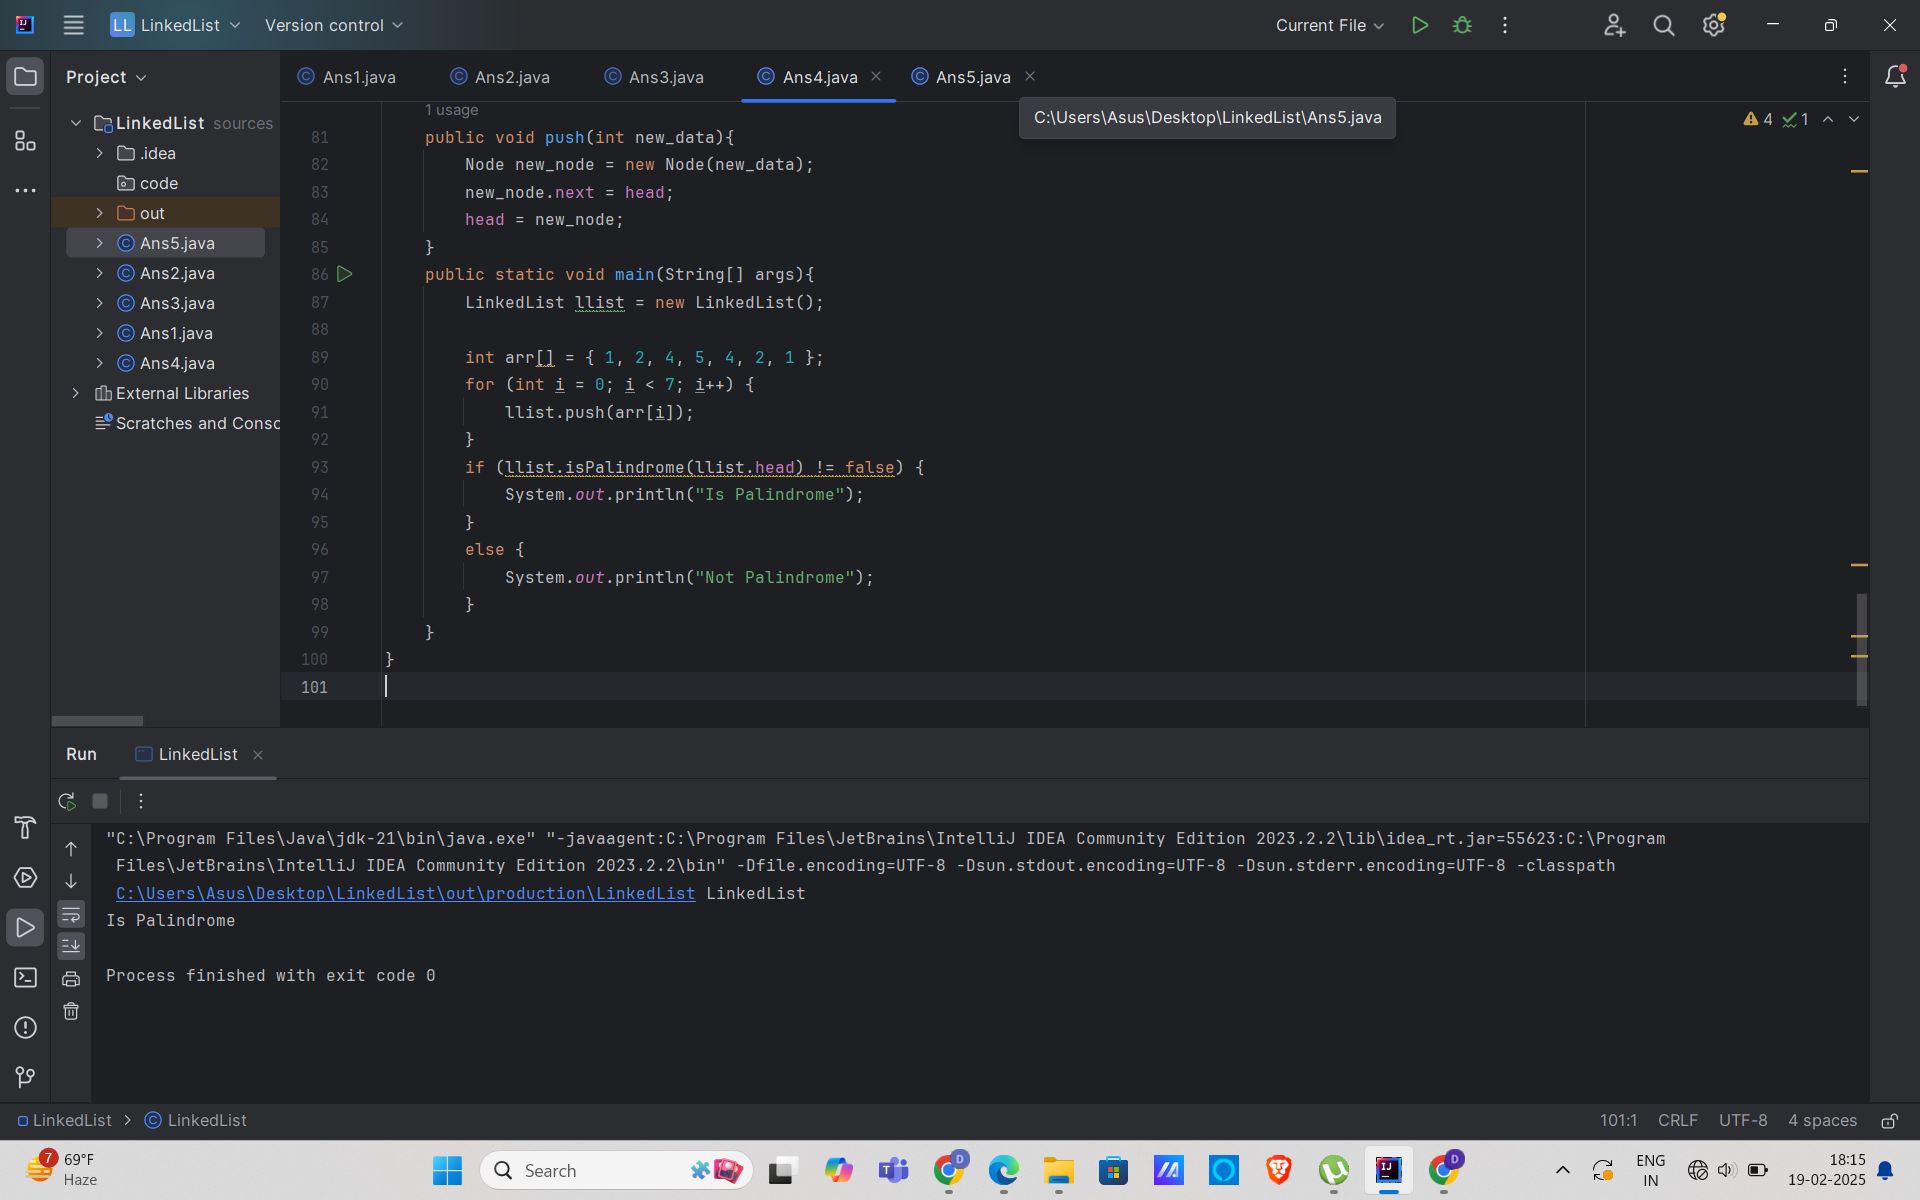 LL LinkedList Version control Current File
Project Ans1.java Ans2.java Ans3.java Ans4.java Ans5.java
C:\Users\Asus\Desktop\LinkedList\Ans5.java
4 1
LinkedList sources
.idea
code
out
Ans5.java
Ans2.java
Ans3.java
Ans1.java
Ans4.java
External Libraries
Scratches and Consc
1 usage
81 public void push(int new_data){
82 Node new_node = new Node(new_data);
83 new_node.next = head;
84 head = new_node;
85 }
86 public static void main(String[] args){
87 LinkedList llist = new LinkedList();
88
89 int arr[] = { 1, 2, 4, 5, 4, 2, 1 };
90 for (int i = 0; i < 7; i++) {
91 llist.push(arr[i]);
92 }
93 if (llist.isPalindrome(llist.head) != false) {
94 System.out.println("Is Palindrome");
95 }
96 else {
97 System.out.println("Not Palindrome");
98 }
99 }
100 }
101
Run LinkedList
"C:\Program Files\Java\jdk-21\bin\java.exe" "-javaagent:C:\Program Files\JetBrains\IntelliJ IDEA Community Edition 2023.2.2\lib\idea_rt.jar=55623:C:\Program
Files\JetBrains\IntelliJ IDEA Community Edition 2023.2.2\bin" -Dfile.encoding=UTF-8 -Dsun.stdout.encoding=UTF-8 -Dsun.stderr.encoding=UTF-8 -classpath
C:\Users\Asus\Desktop\LinkedList\out\production\LinkedList LinkedList
Is Palindrome
Process finished with exit code 0
LinkedList > LinkedList 101:1 CRLF UTF-8 4 spaces
7 69°F
Haze
Search
D
D
ENG
IN
18:15
19-02-2025